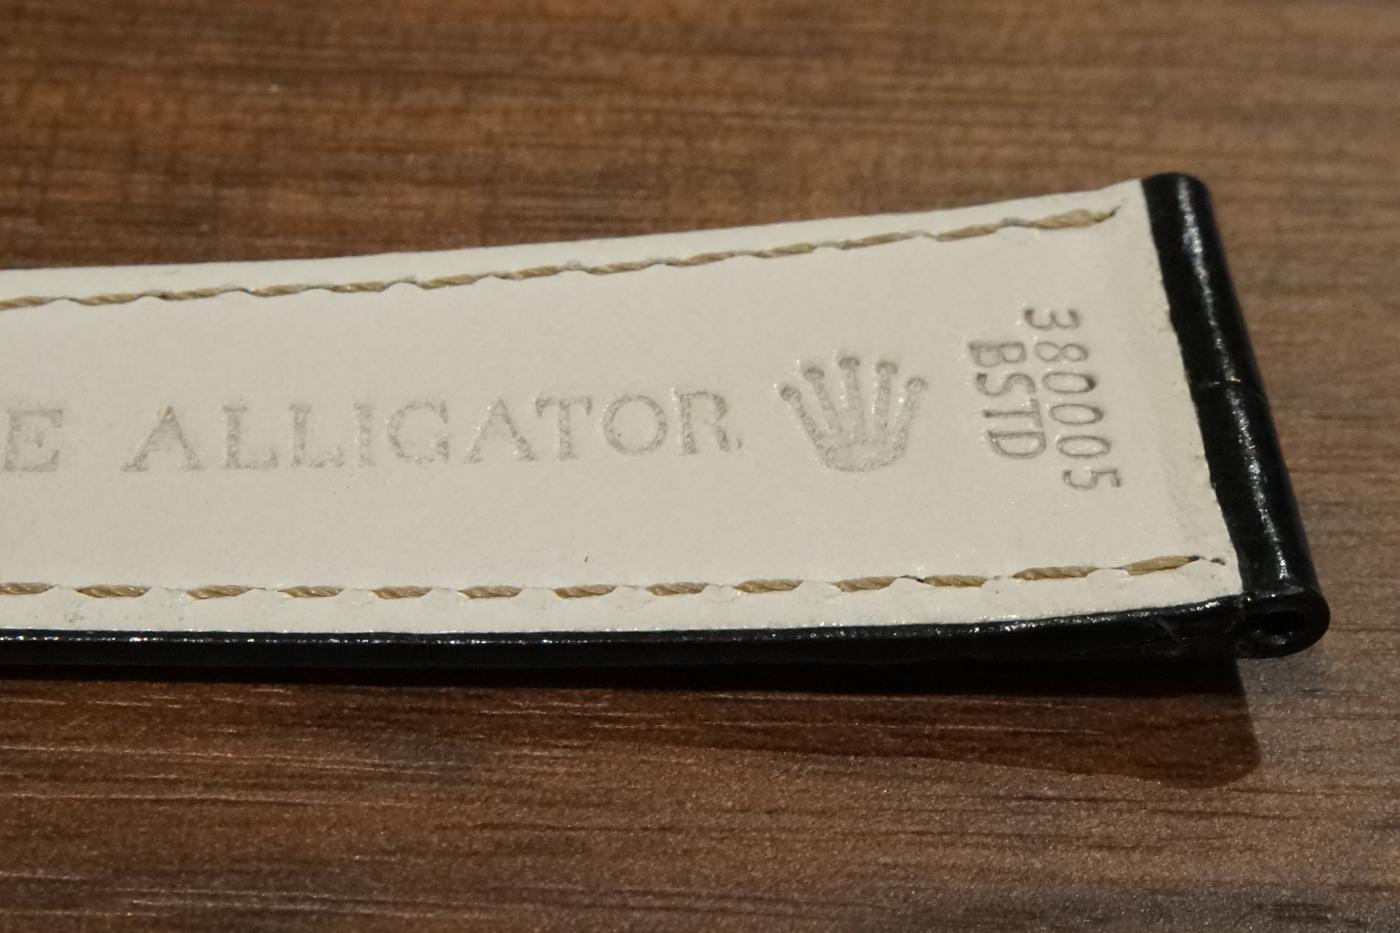 E ALLIGATOR
380005
BSTD